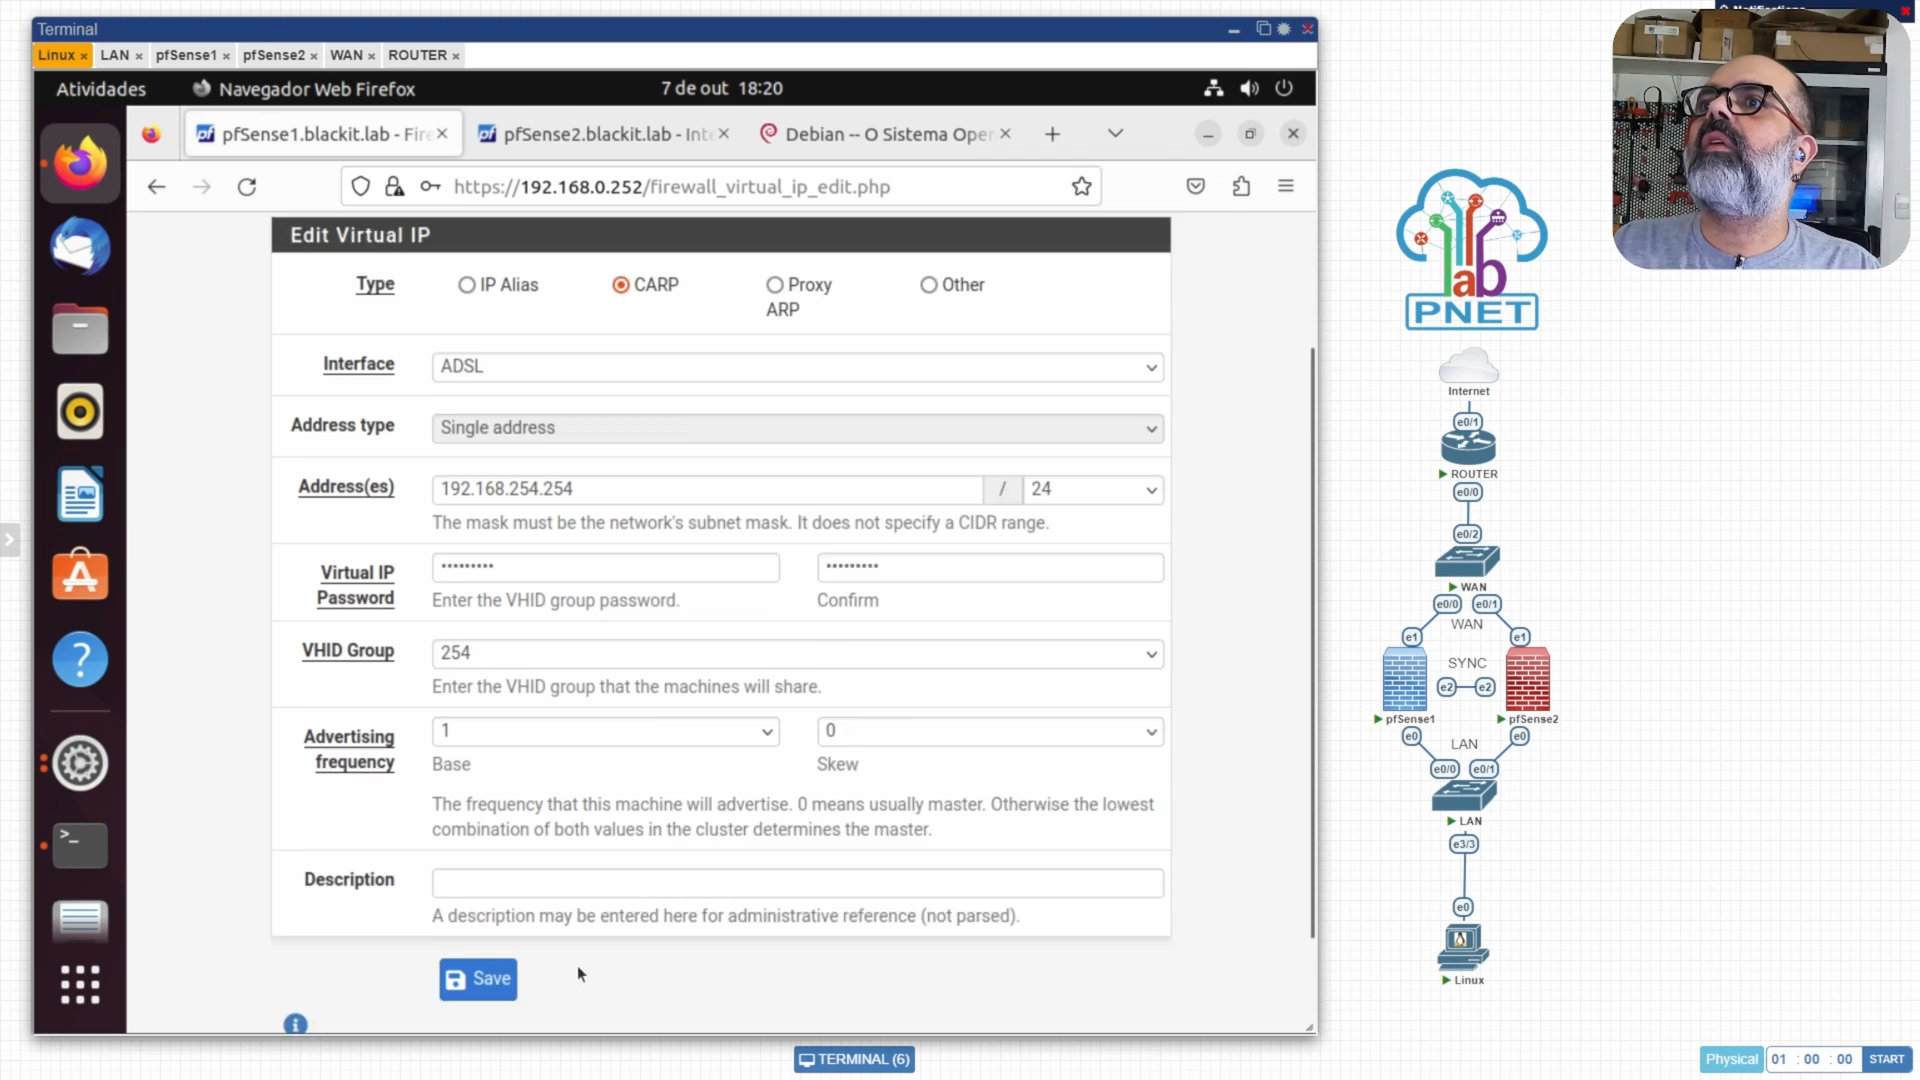 Terminal
Linux × LAN × pfSense1 × pfSense2 × WAN × ROUTER ×
Atividades Navegador Web Firefox 7 de out 18:20
pfSense1.blackit.lab - Fire × pfSense2.blackit.lab - Inte × Debian -- O Sistema Oper ×
https://192.168.0.252/firewall_virtual_ip_edit.php
Edit Virtual IP
Type IP Alias CARP Proxy ARP Other
Interface ADSL
Address type Single address
Address(es) 192.168.254.254 / 24
The mask must be the network's subnet mask. It does not specify a CIDR range.
Virtual IP Password ••••••••• •••••••••
Enter the VHID group password. Confirm
VHID Group 254
Enter the VHID group that the machines will share.
Advertising frequency 1 0
Base Skew
The frequency that this machine will advertise. 0 means usually master. Otherwise the lowest
combination of both values in the cluster determines the master.
Description
A description may be entered here for administrative reference (not parsed).
Save
TERMINAL (6)
lab
PNET
Internet
e0/1
ROUTER
e0/0
e0/2
WAN
e0/0 e0/1
WAN
e1 e1
SYNC
e2 e2
pfSense1 pfSense2
e0 e0
LAN
e0/0 e0/1
LAN
e3/3
e0
Linux
Physical 01 : 00 : 00 START